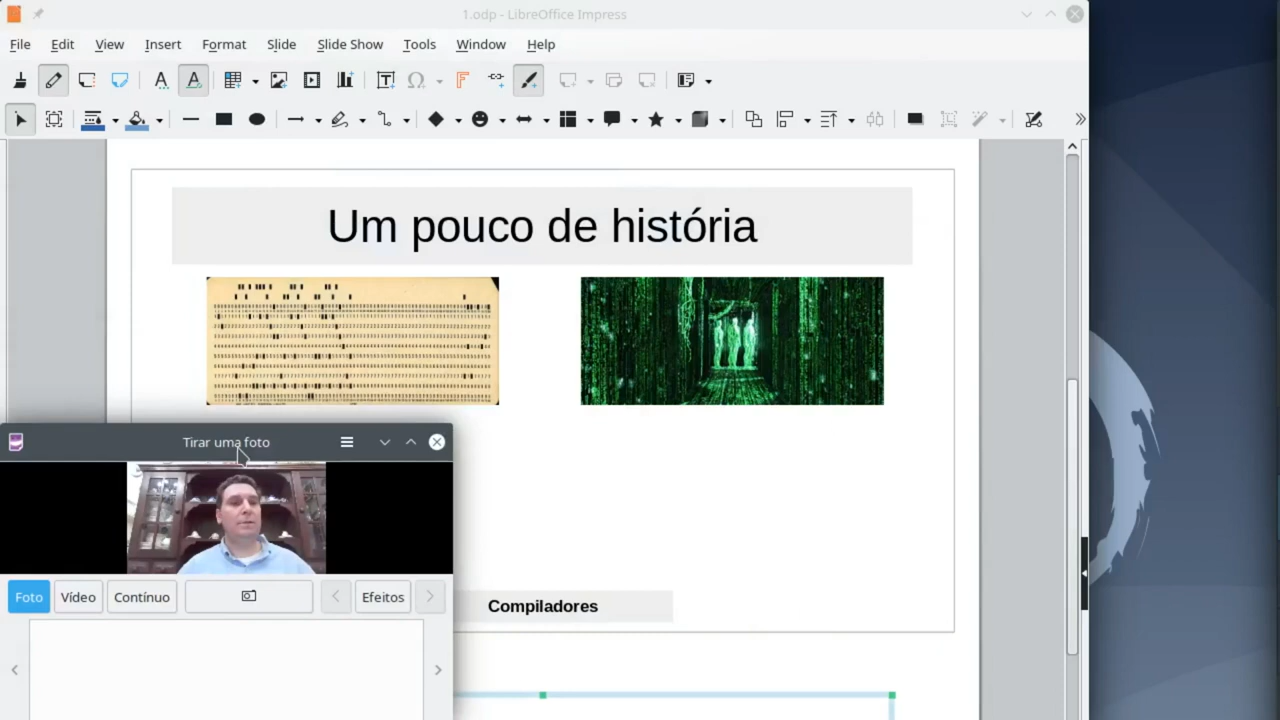 1.odp - LibreOffice Impress
File Edit View Insert Format Slide Slide Show Tools Window Help
Um pouco de história
Tirar uma foto
Foto Vídeo Contínuo Efeitos
Compiladores